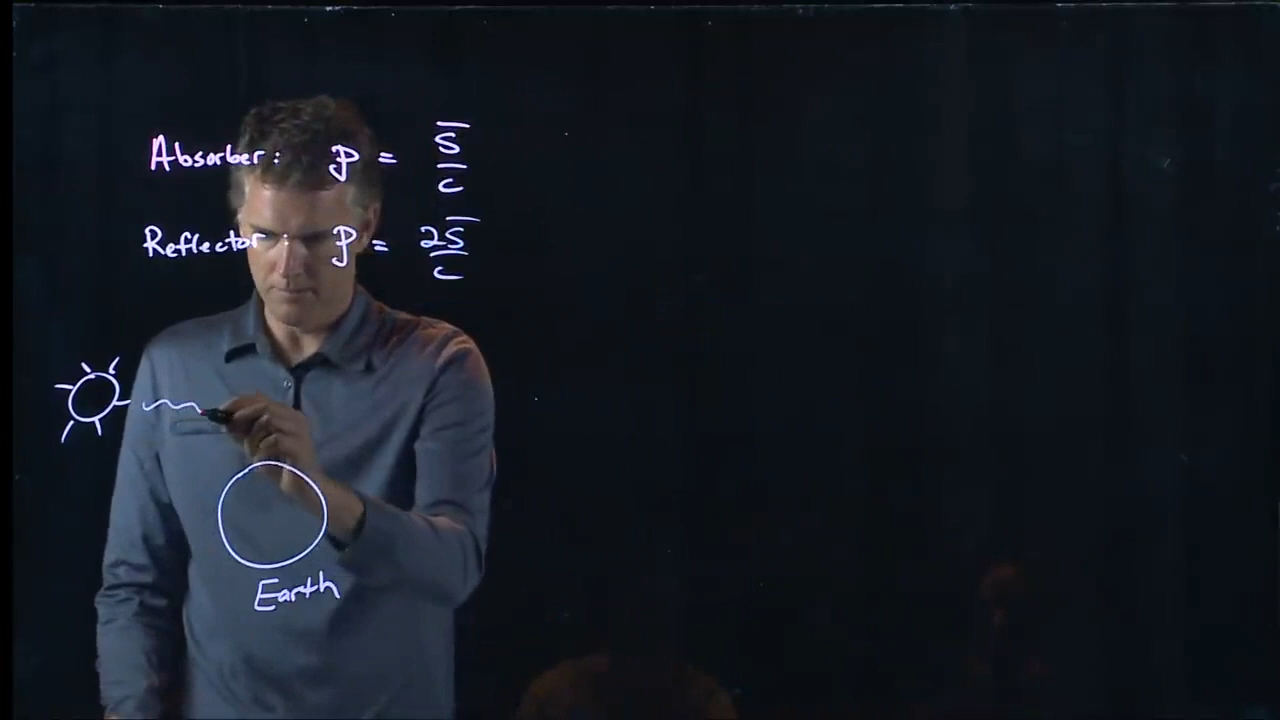 Absorber: P = S̅/c
Reflector: P = 2S̅/c
Earth